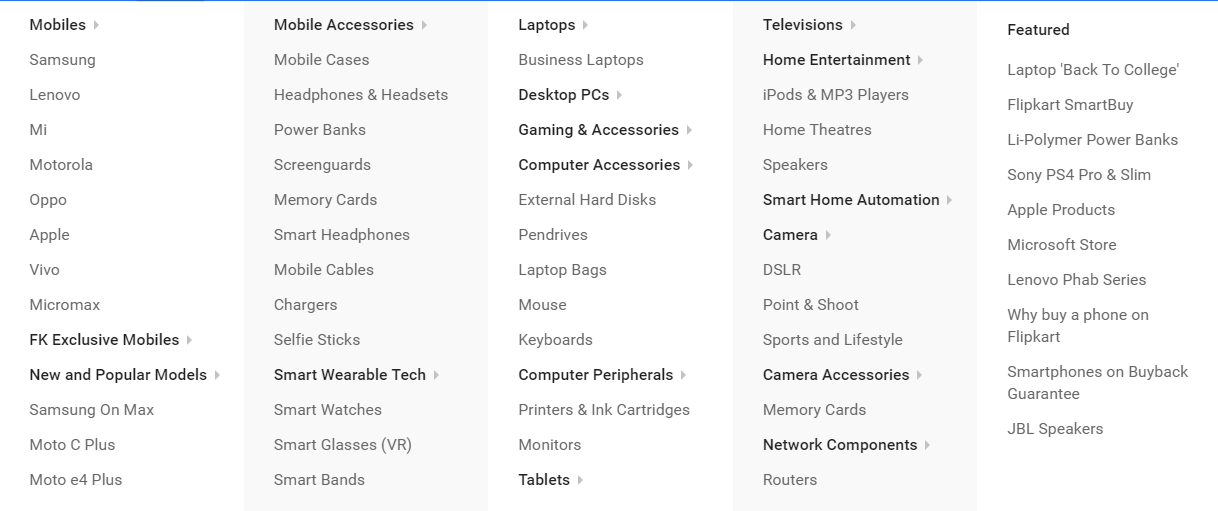 Mobiles
Samsung
Lenovo
Mi
Motorola
Oppo
Apple
Vivo
Micromax
FK Exclusive Mobiles
New and Popular Models
Samsung On Max
Moto C Plus
Moto e4 Plus
Mobile Accessories
Mobile Cases
Headphones & Headsets
Power Banks
Screenguards
Memory Cards
Smart Headphones
Mobile Cables
Chargers
Selfie Sticks
Smart Wearable Tech
Smart Watches
Smart Glasses (VR)
Smart Bands
Laptops
Business Laptops
Desktop PCs
Gaming & Accessories
Computer Accessories
External Hard Disks
Pendrives
Laptop Bags
Mouse
Keyboards
Computer Peripherals
Printers & Ink Cartridges
Monitors
Tablets
Televisions
Home Entertainment
iPods & MP3 Players
Home Theatres
Speakers
Smart Home Automation
Camera
DSLR
Point & Shoot
Sports and Lifestyle
Camera Accessories
Memory Cards
Network Components
Routers
Featured
Laptop 'Back To College'
Flipkart SmartBuy
Li-Polymer Power Banks
Sony PS4 Pro & Slim
Apple Products
Microsoft Store
Lenovo Phab Series
Why buy a phone on
Flipkart
Smartphones on Buyback
Guarantee
JBL Speakers